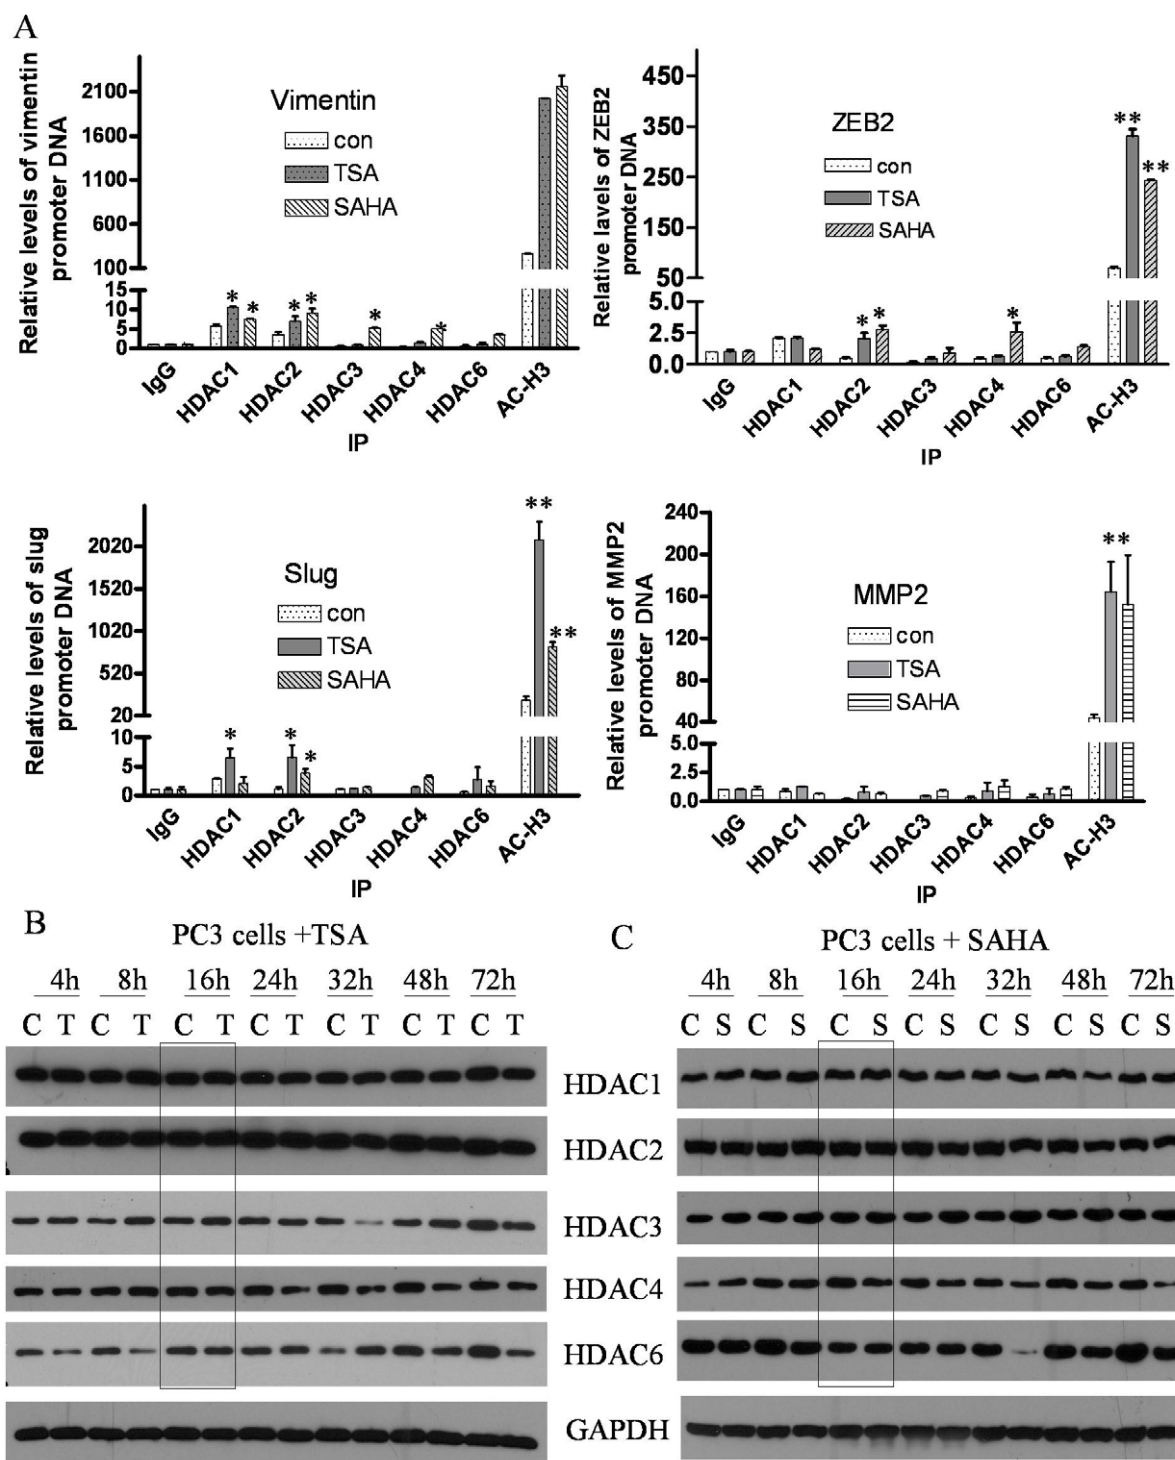 A
Relative levels of vimentin
promoter DNA
2100
1600
1100
600
100
15
10
5
0
Vimentin
con
TSA
SAHA
* * * * * *
IgG HDAC1 HDAC2 HDAC3 HDAC4 HDAC6 AC-H3
IP
Relative lavels of ZEB2
promoter DNA
450
350
250
150
50
5.0
2.5
0.0
ZEB2
con
TSA
SAHA
* * * ** **
IgG HDAC1 HDAC2 HDAC3 HDAC4 HDAC6 AC-H3
IP
Relative levels of slug
promoter DNA
2020
1520
1020
520
20
10
5
0
Slug
con
TSA
SAHA
* * * ** **
IgG HDAC1 HDAC2 HDAC3 HDAC4 HDAC6 AC-H3
IP
Relative levels of MMP2
promoter DNA
240
200
160
120
80
40
5.0
2.5
0.0
MMP2
con
TSA
SAHA
**
IgG HDAC1 HDAC2 HDAC3 HDAC4 HDAC6 AC-H3
IP
B
PC3 cells +TSA
4h 8h 16h 24h 32h 48h 72h
C T C T C T C T C T C T C T
C
PC3 cells + SAHA
4h 8h 16h 24h 32h 48h 72h
C S C S C S C S C S C S C S
HDAC1
HDAC2
HDAC3
HDAC4
HDAC6
GAPDH